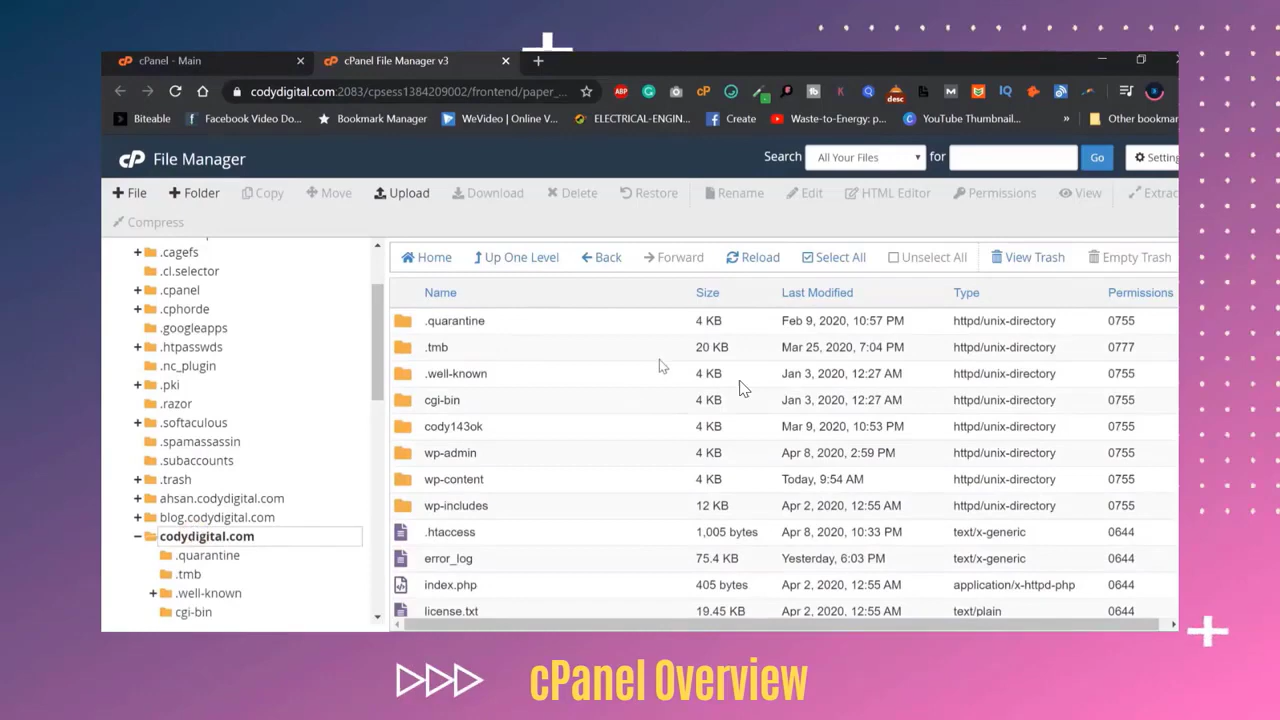 cPanel - Main
cPanel File Manager v3
codydigital.com:2083/cpsess1384209002/frontend/paper_...
ABP
cP
K
desc
M
IQ
Biteable
Facebook Video Do...
Bookmark Manager
WeVideo | Online V...
ELECTRICAL-ENGIN...
Create
Waste-to-Energy: p...
YouTube Thumbnail...
»
Other bookmar
cP File Manager
Search All Your Files for Go Setting
File Folder Copy Move Upload Download Delete Restore Rename Edit HTML Editor Permissions View Extrac
Compress
.cagefs
.cl.selector
.cpanel
.cphorde
.googleapps
.htpasswds
.nc_plugin
.pki
.razor
.softaculous
.spamassassin
.subaccounts
.trash
ahsan.codydigital.com
blog.codydigital.com
codydigital.com
.quarantine
.tmb
.well-known
cgi-bin
Home Up One Level Back Forward Reload Select All Unselect All View Trash Empty Trash
Name Size Last Modified Type Permissions
.quarantine 4 KB Feb 9, 2020, 10:57 PM httpd/unix-directory 0755
.tmb 20 KB Mar 25, 2020, 7:04 PM httpd/unix-directory 0777
.well-known 4 KB Jan 3, 2020, 12:27 AM httpd/unix-directory 0755
cgi-bin 4 KB Jan 3, 2020, 12:27 AM httpd/unix-directory 0755
cody143ok 4 KB Mar 9, 2020, 10:53 PM httpd/unix-directory 0755
wp-admin 4 KB Apr 8, 2020, 2:59 PM httpd/unix-directory 0755
wp-content 4 KB Today, 9:54 AM httpd/unix-directory 0755
wp-includes 12 KB Apr 2, 2020, 12:55 AM httpd/unix-directory 0755
.htaccess 1,005 bytes Apr 8, 2020, 10:33 PM text/x-generic 0644
error_log 75.4 KB Yesterday, 6:03 PM text/x-generic 0644
index.php 405 bytes Apr 2, 2020, 12:55 AM application/x-httpd-php 0644
license.txt 19.45 KB Apr 2, 2020, 12:55 AM text/plain 0644
cPanel Overview